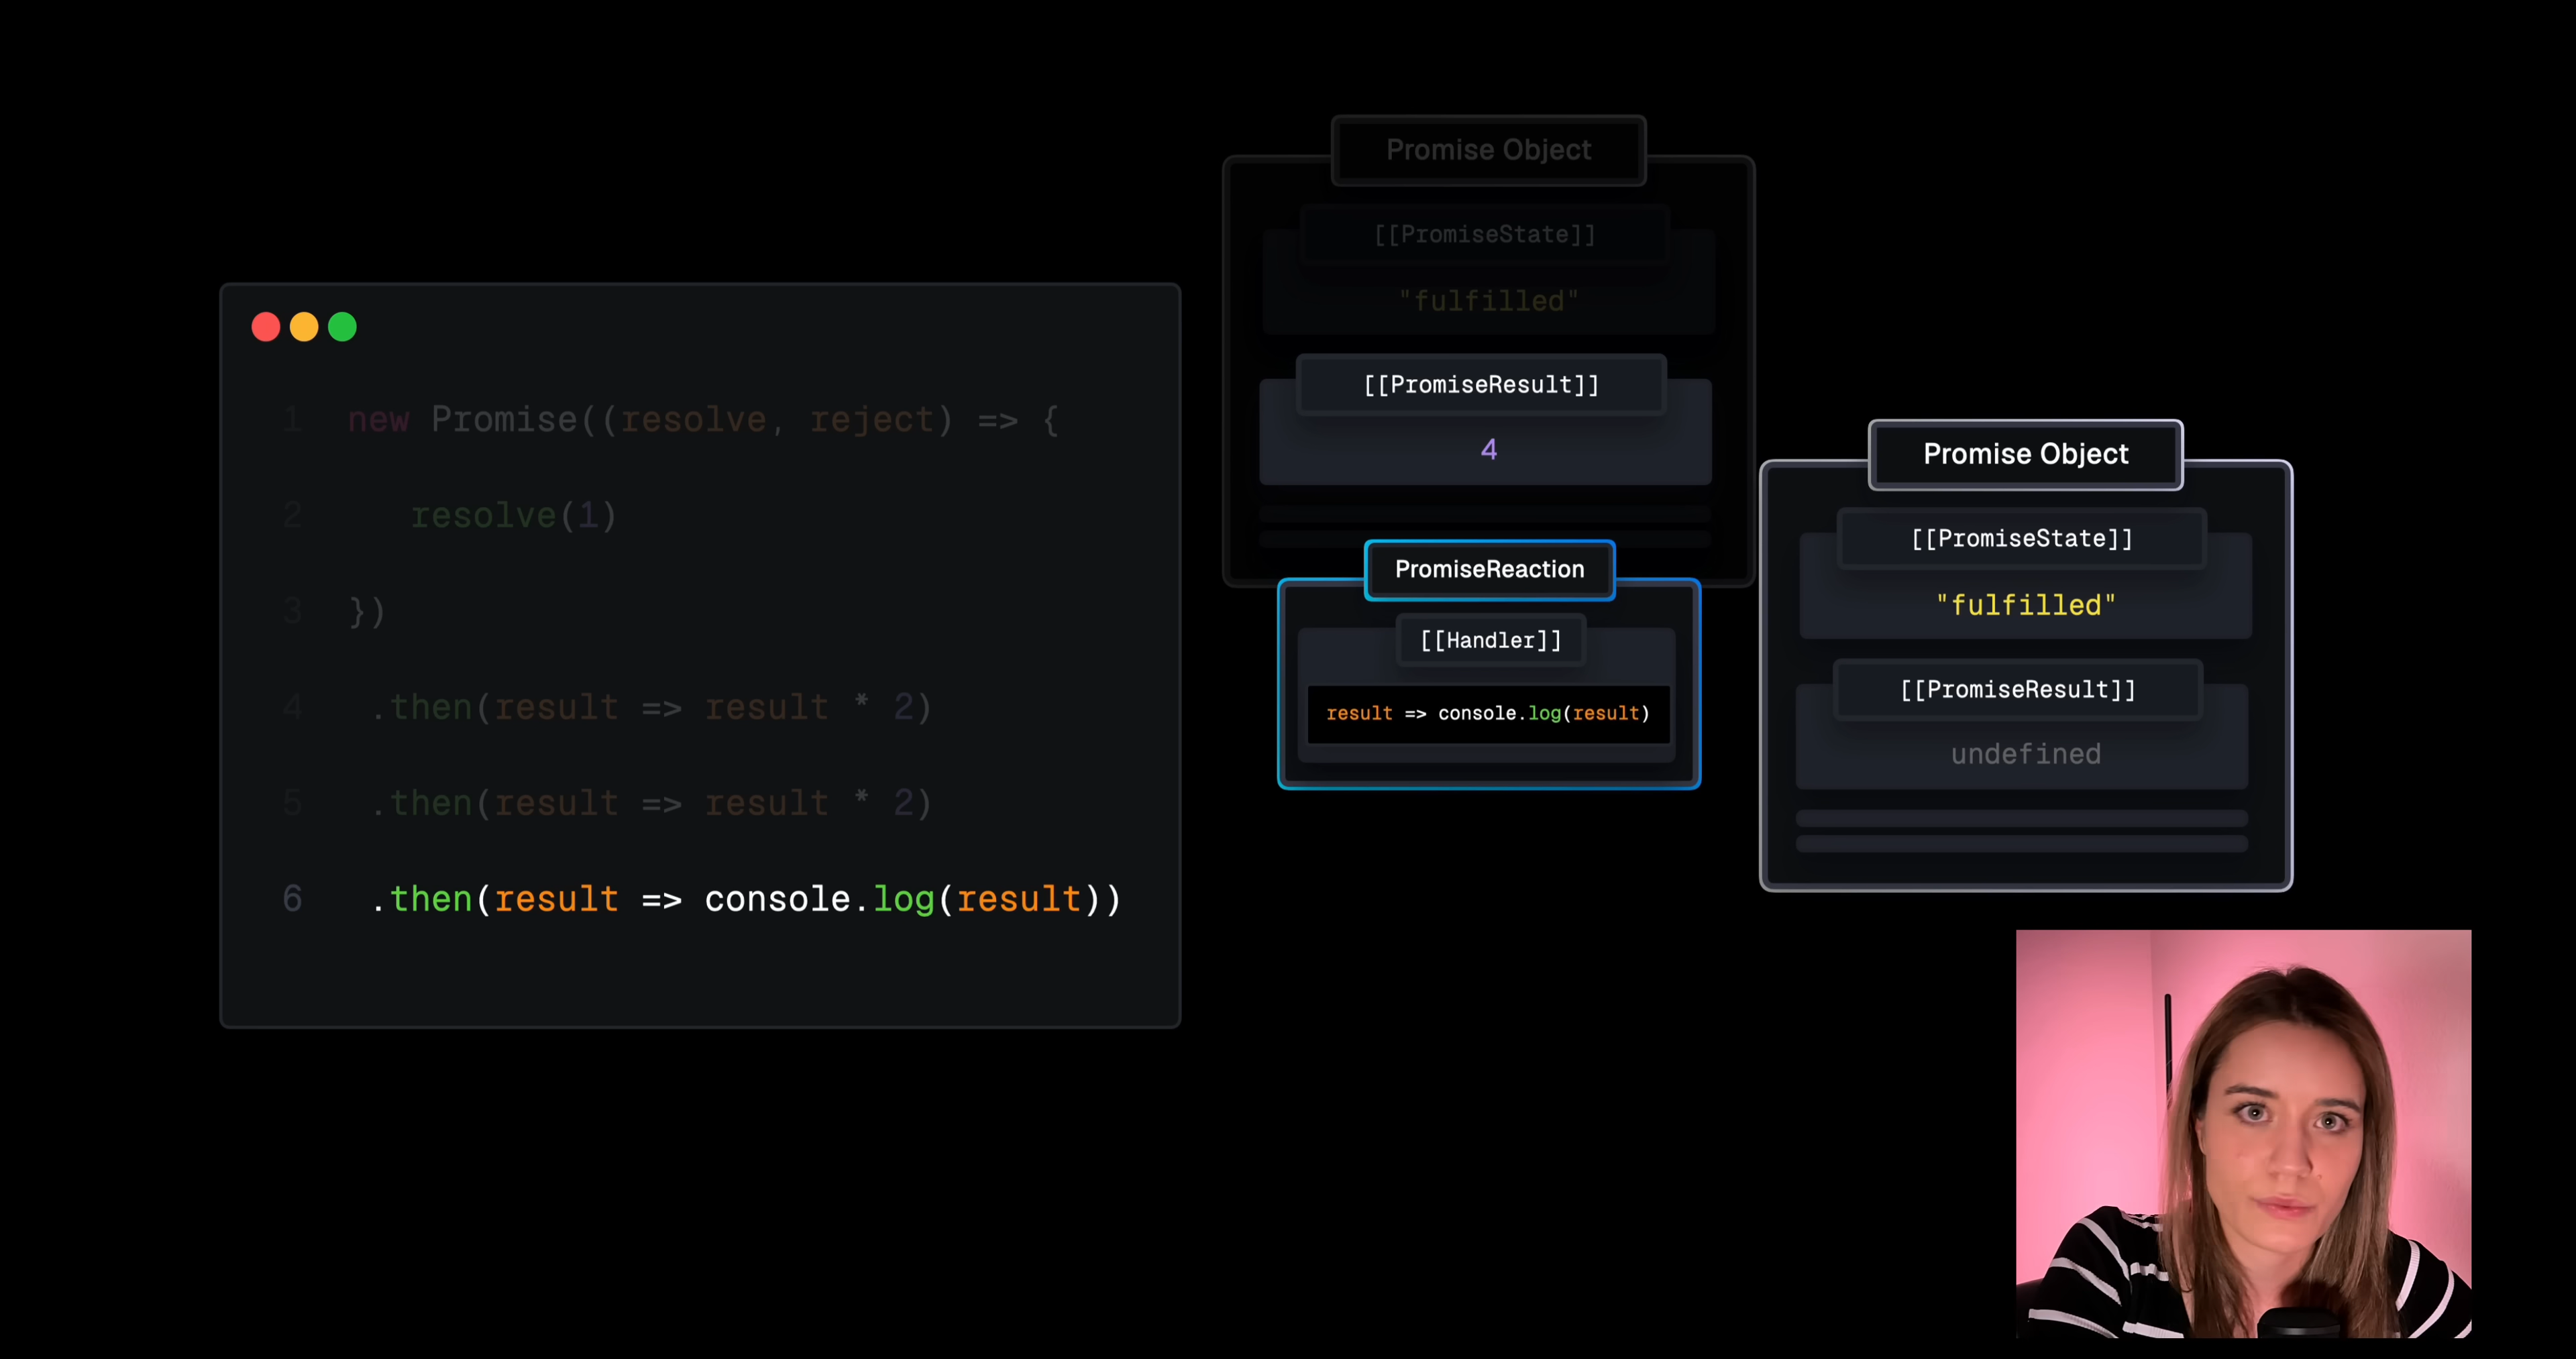 1 new Promise((resolve, reject) => {
2 resolve(1)
3 })
4 .then(result => result * 2)
5 .then(result => result * 2)
6 .then(result => console.log(result))
Promise Object
[[PromiseState]]
"fulfilled"
[[PromiseResult]]
4
PromiseReaction
[[Handler]]
result => console.log(result)
Promise Object
[[PromiseState]]
"fulfilled"
[[PromiseResult]]
undefined